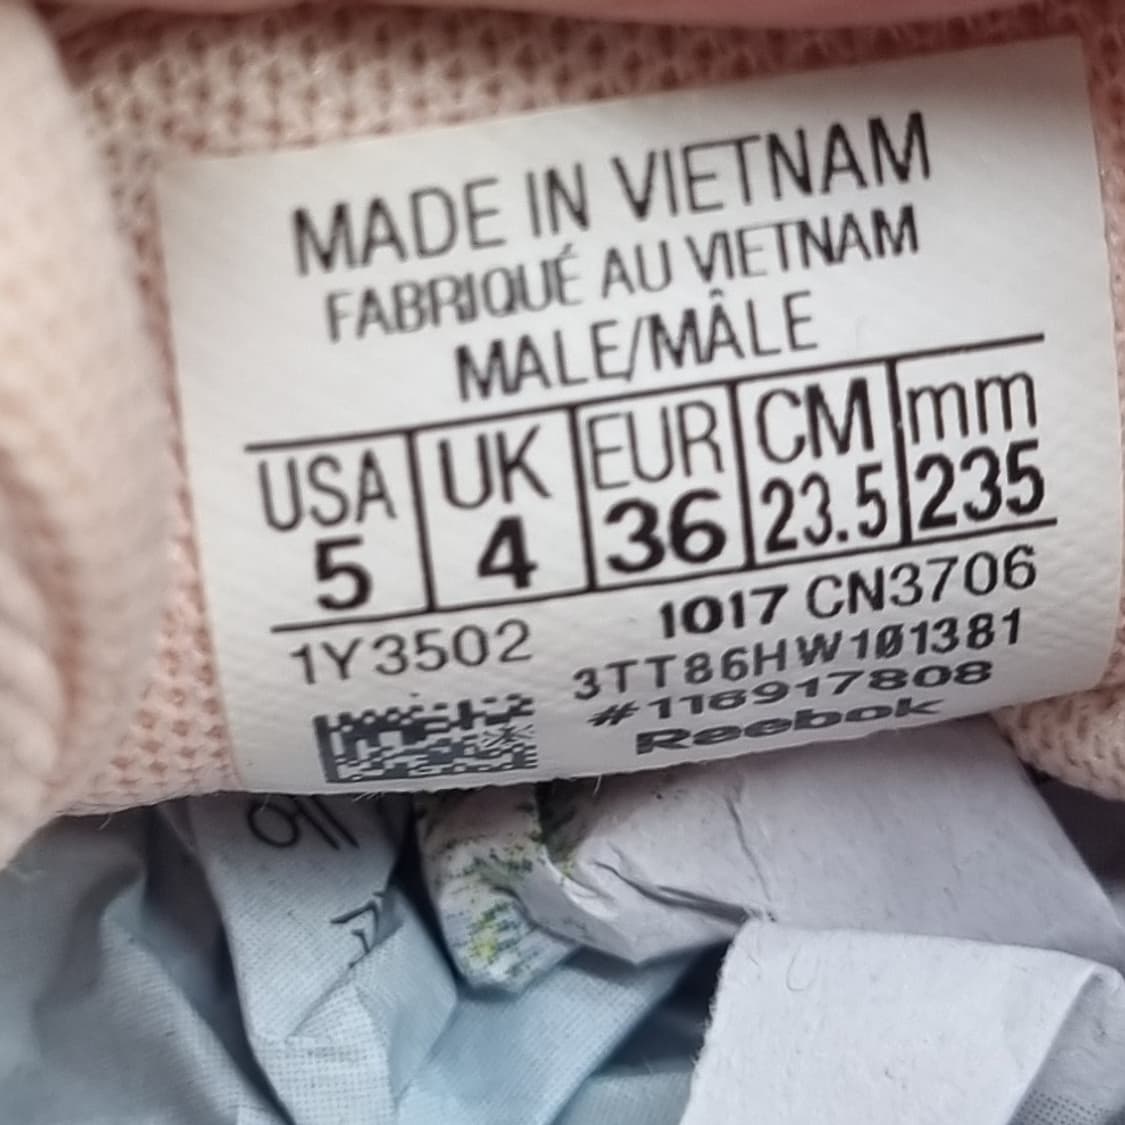 MADE IN VIETNAM
FABRIQUÉ AU VIETNAM
MALE/MÂLE
USA UK EUR CM mm
5 4 36 23.5 235
1Y3502 1017 CN3706
3TT86HW101381
#116917808
Reebok